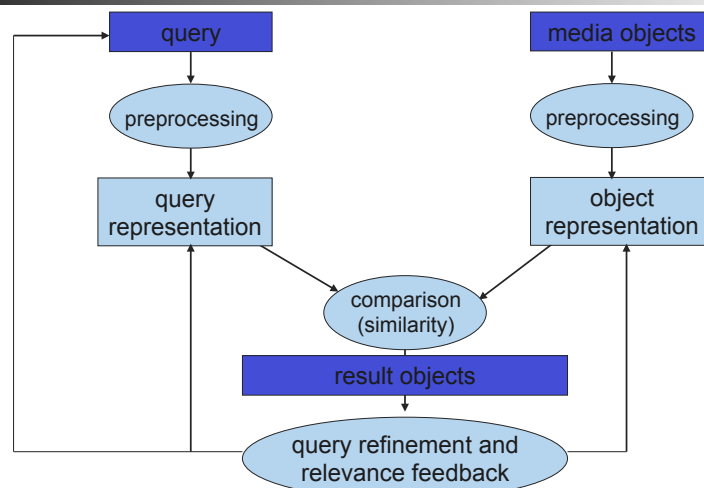 query
media objects
preprocessing
preprocessing
query
representation
object
representation
comparison
(similarity)
result objects
query refinement and
relevance feedback